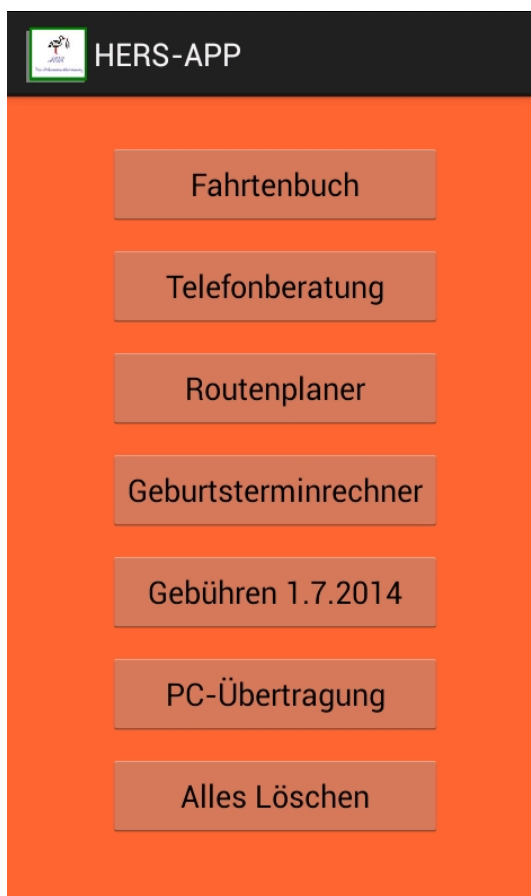 HERS-APP
Fahrtenbuch
Telefonberatung
Routenplaner
Geburtsterminrechner
Gebühren 1.7.2014
PC-Übertragung
Alles Löschen